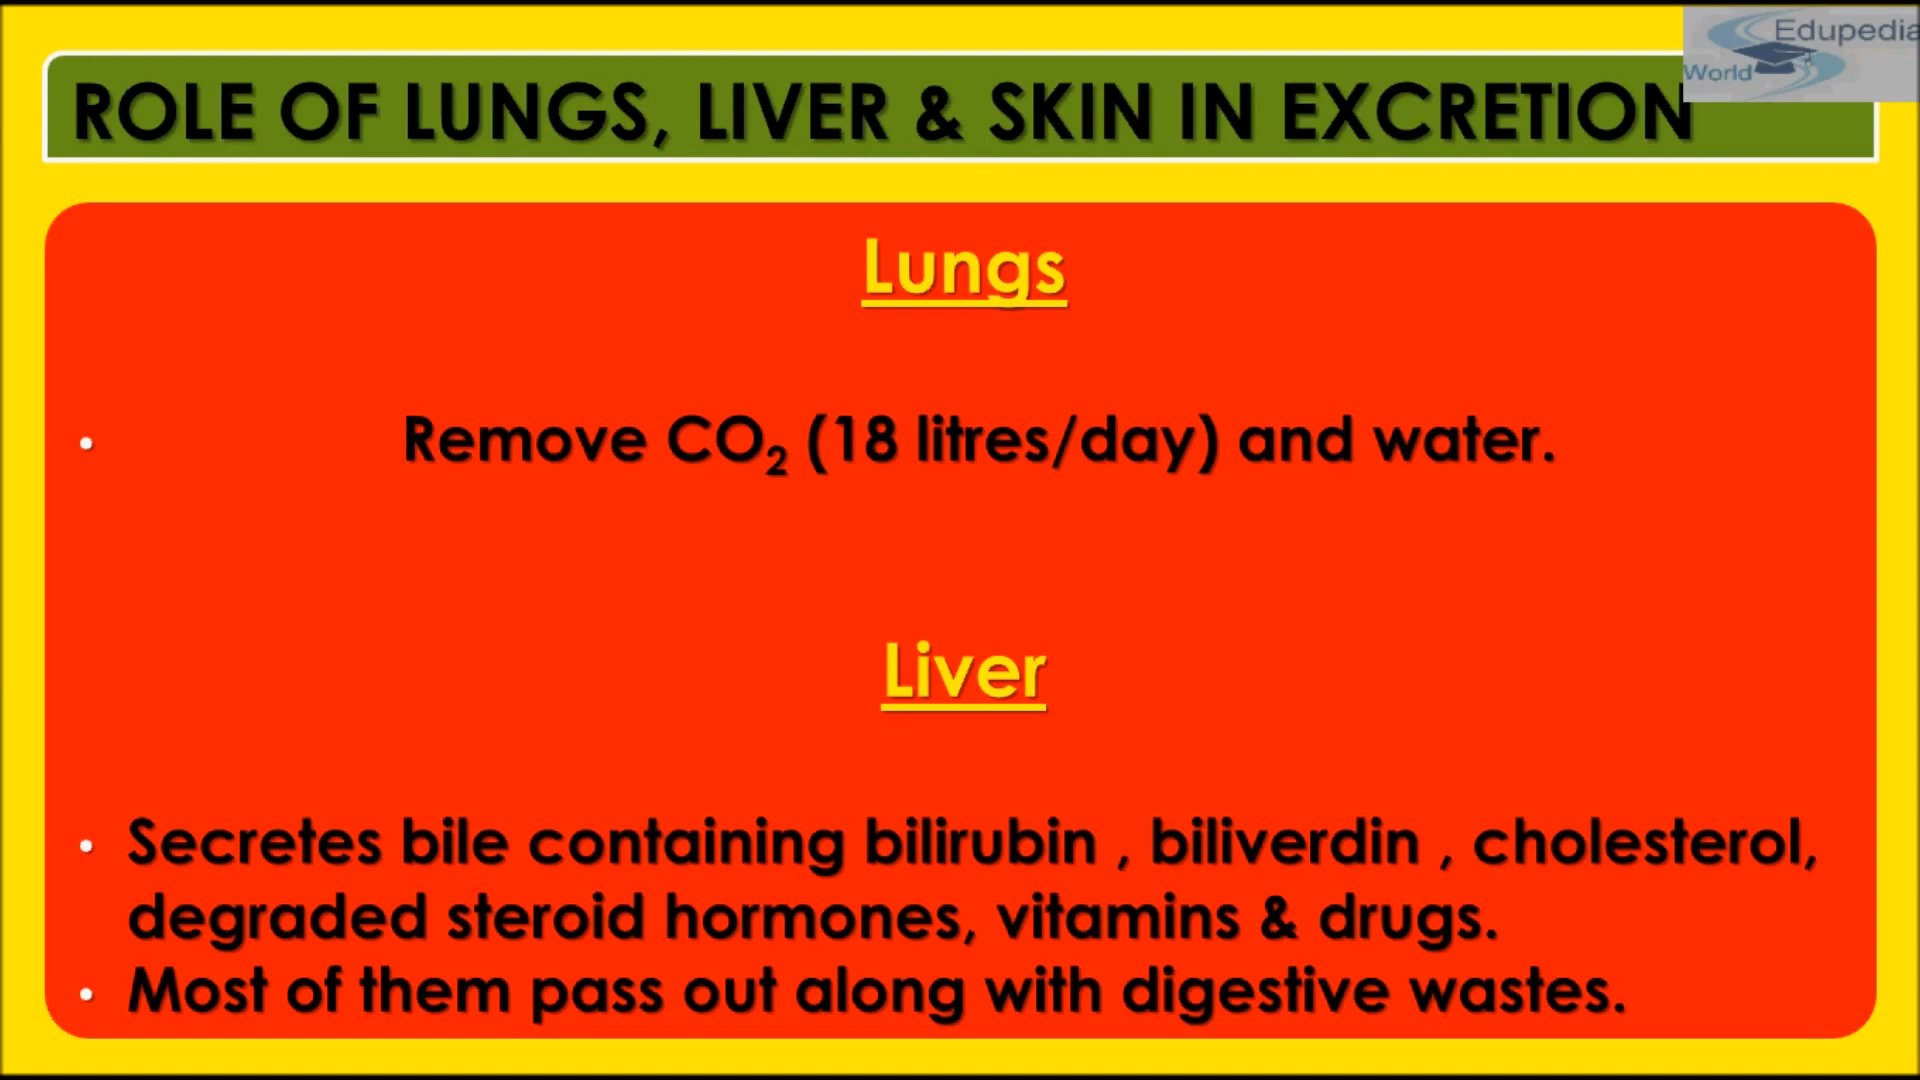 Edupedia
World
ROLE OF LUNGS, LIVER & SKIN IN EXCRETION
Lungs
• Remove CO₂ (18 litres/day) and water.
Liver
• Secretes bile containing bilirubin , biliverdin , cholesterol,
degraded steroid hormones, vitamins & drugs.
• Most of them pass out along with digestive wastes.